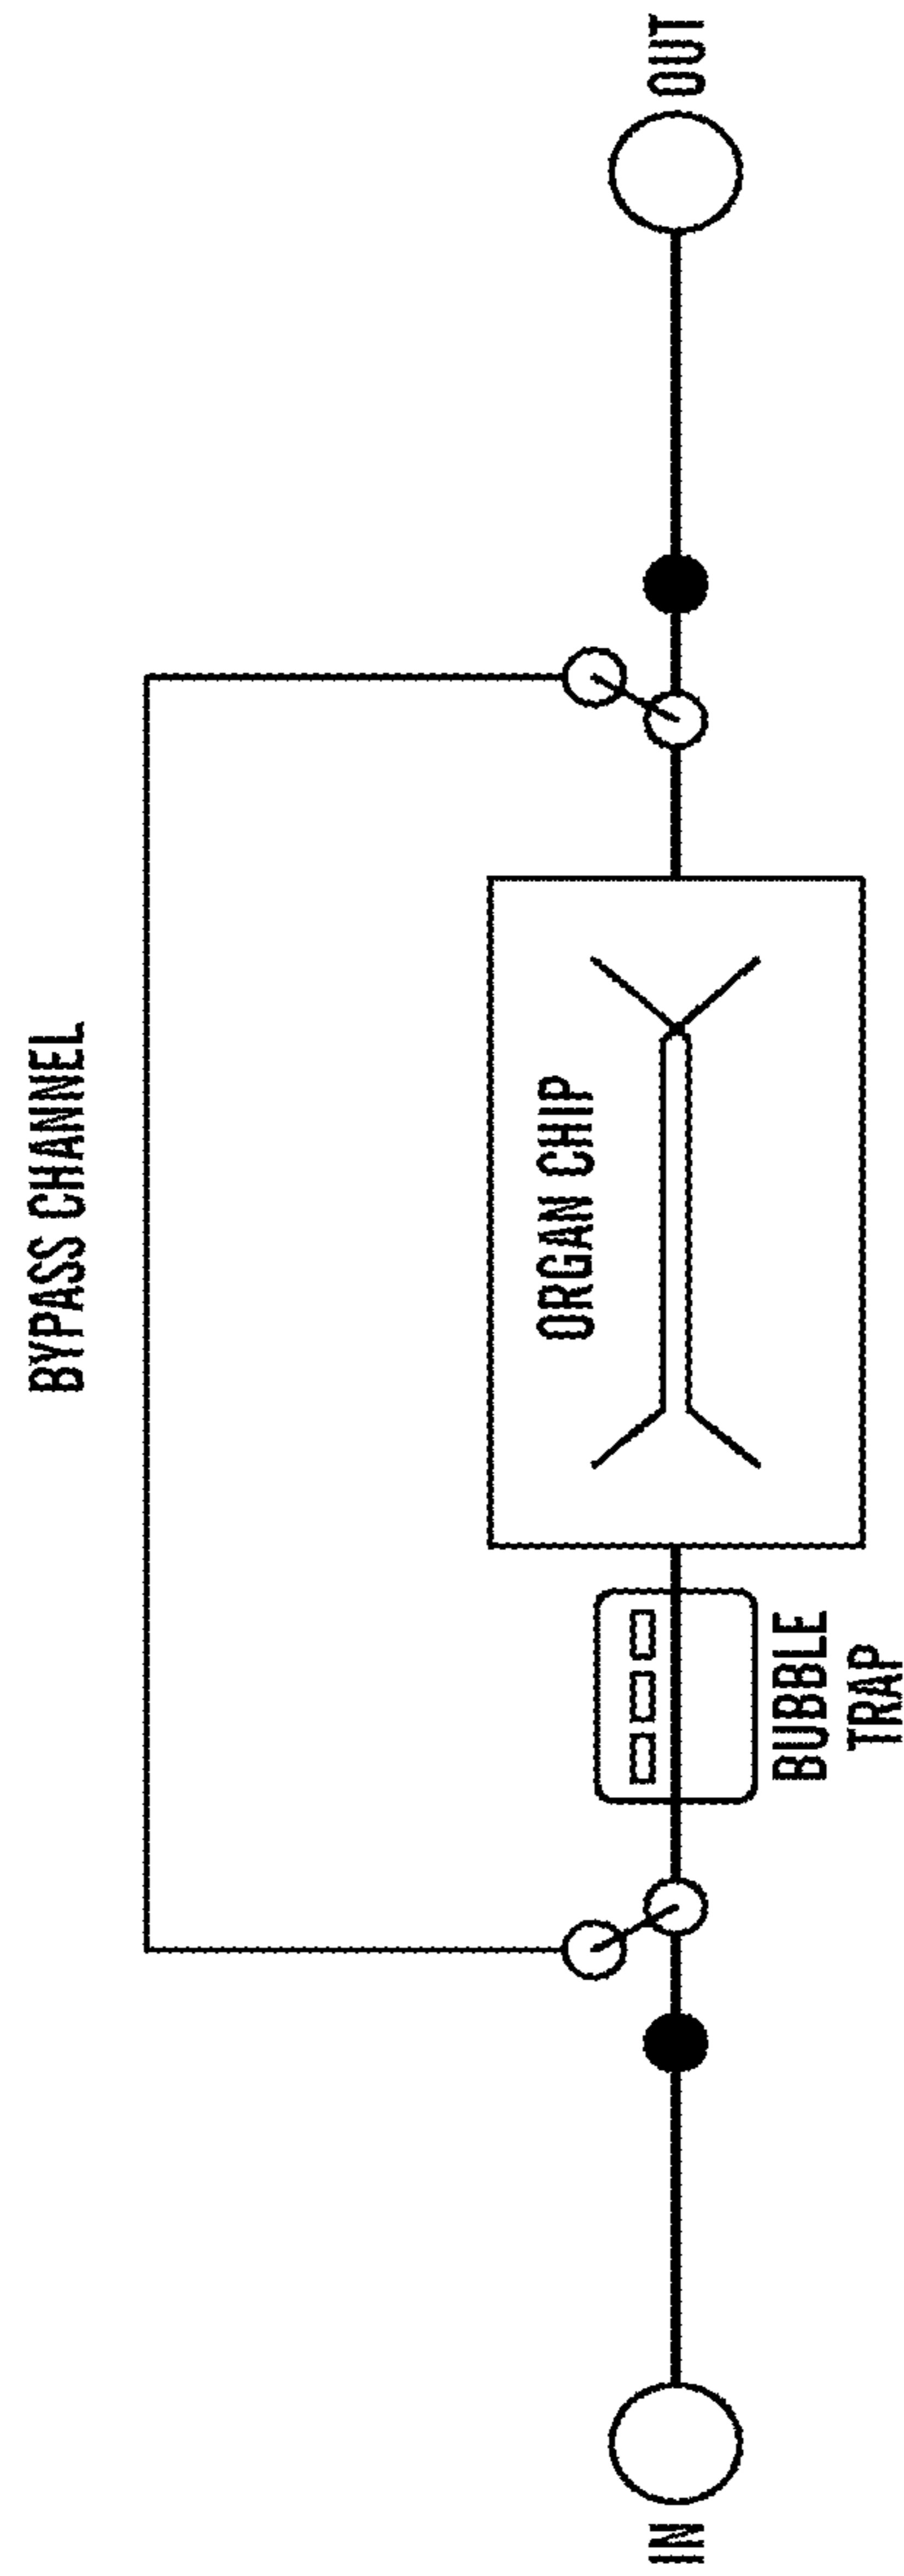 BYPASS CHANNEL
ORGAN CHIP
IN
BUBBLE
TRAP
OUT